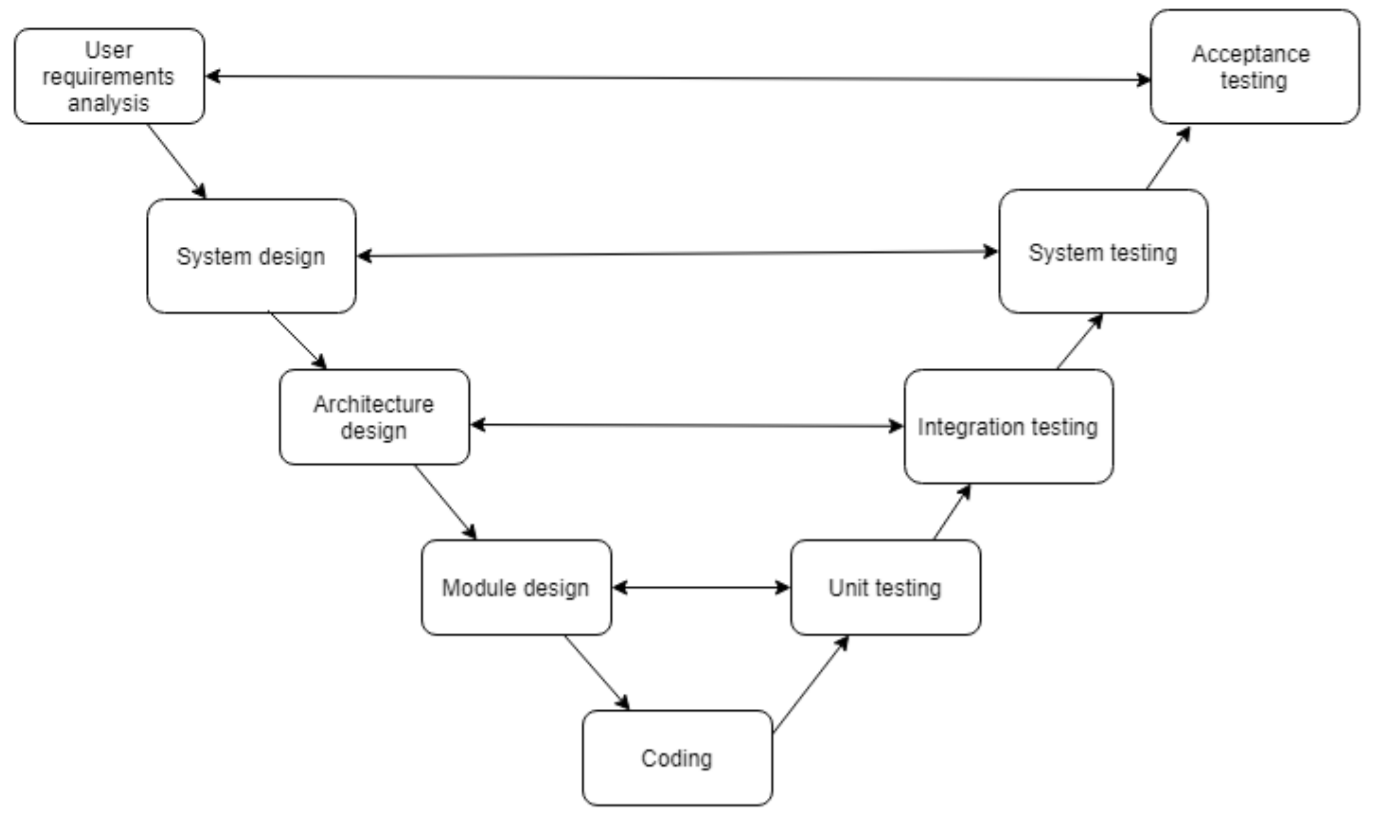 User
requirements
analysis
Acceptance
testing
System design
System testing
Architecture
design
Integration testing
Module design
Unit testing
Coding